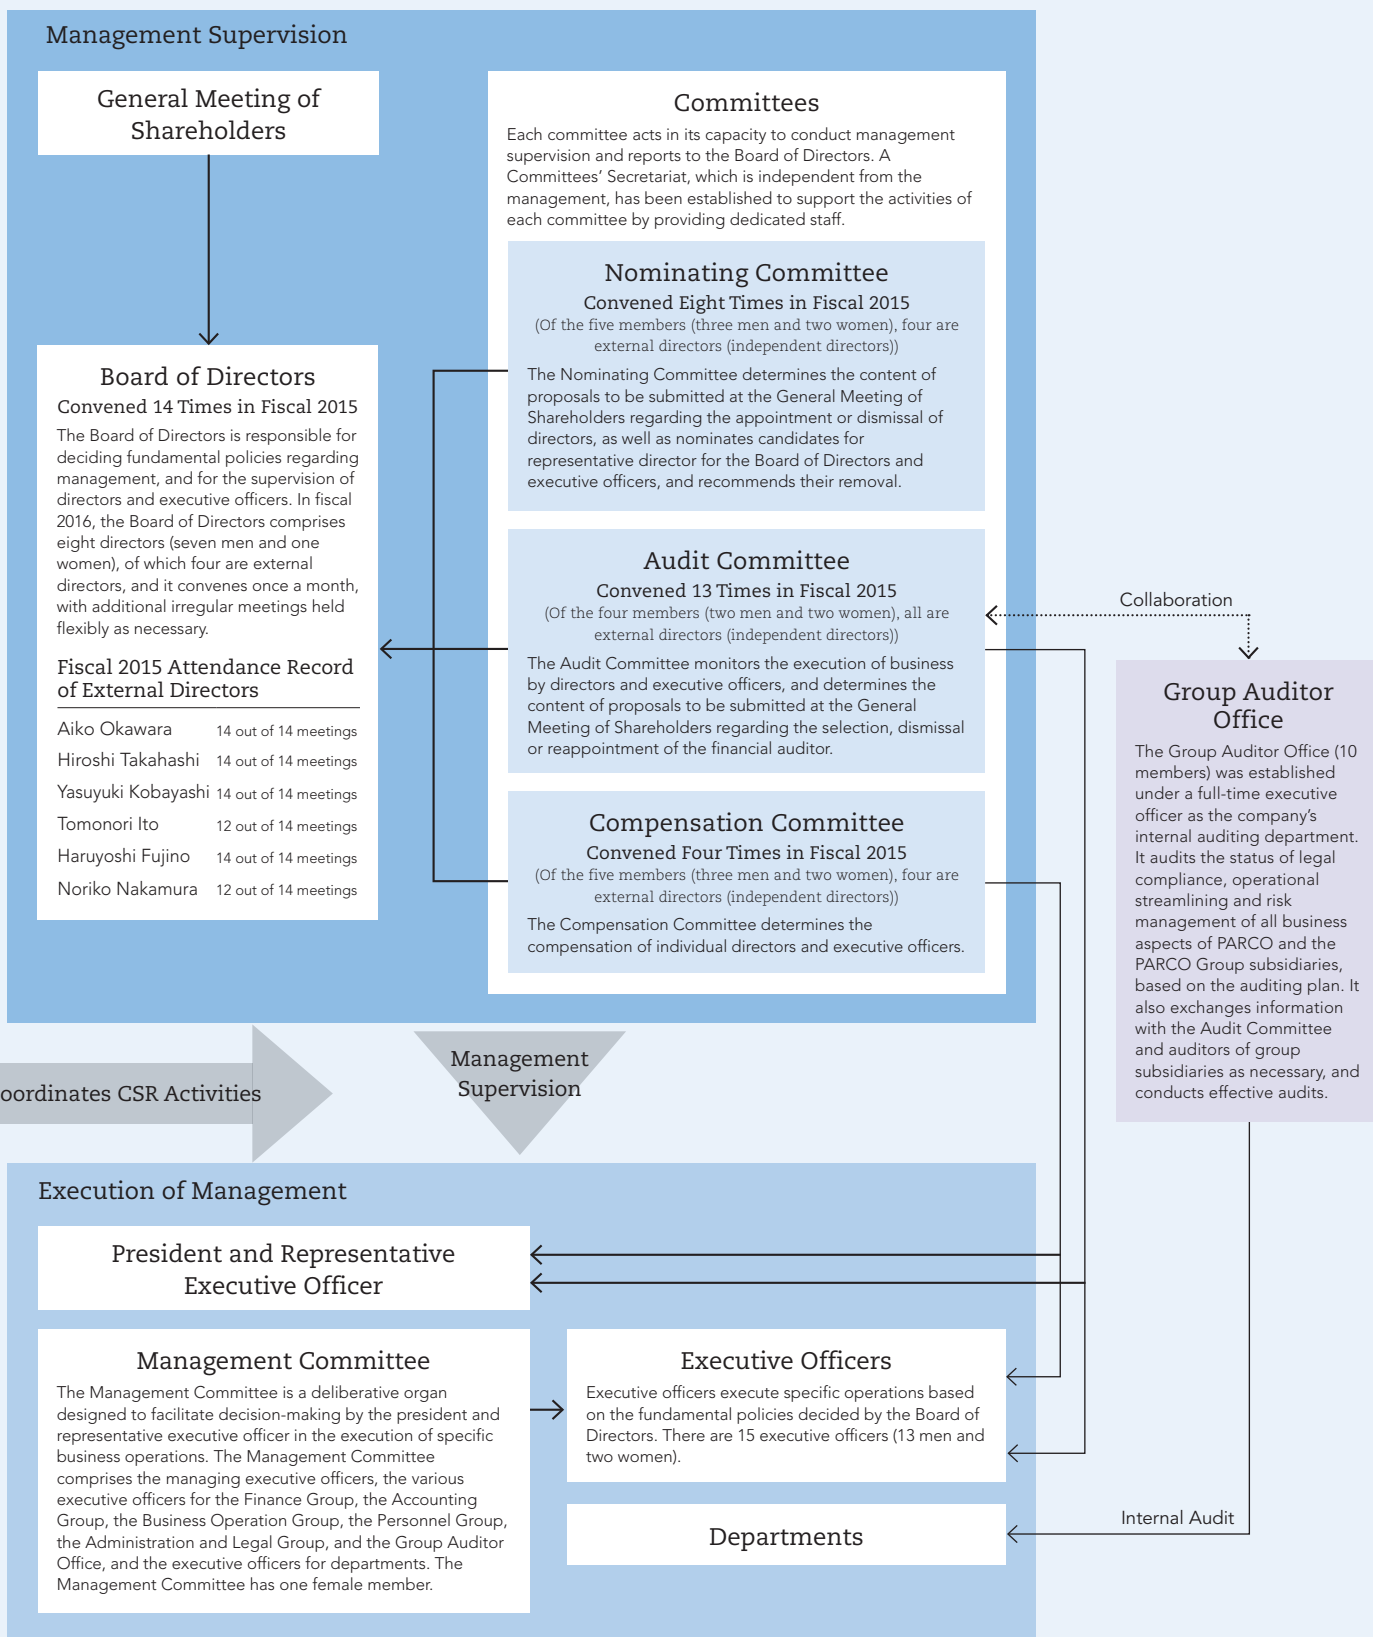 Management Supervision
General Meeting of
Shareholders
Board of Directors
Convened 14 Times in Fiscal 2015
The Board of Directors is responsible for
deciding fundamental policies regarding
management, and for the supervision of
directors and executive officers. In fiscal
2016, the Board of Directors comprises
eight directors (seven men and one
women), of which four are external
directors, and it convenes once a month,
with additional irregular meetings held
flexibly as necessary.
Fiscal 2015 Attendance Record
of External Directors
Aiko Okawara 14 out of 14 meetings
Hiroshi Takahashi 14 out of 14 meetings
Yasuyuki Kobayashi 14 out of 14 meetings
Tomonori Ito 12 out of 14 meetings
Haruyoshi Fujino 14 out of 14 meetings
Noriko Nakamura 12 out of 14 meetings
Committees
Each committee acts in its capacity to conduct management
supervision and reports to the Board of Directors. A
Committees' Secretariat, which is independent from the
management, has been established to support the activities of
each committee by providing dedicated staff.
Nominating Committee
Convened Eight Times in Fiscal 2015
(Of the five members (three men and two women), four are
external directors (independent directors))
The Nominating Committee determines the content of
proposals to be submitted at the General Meeting of
Shareholders regarding the appointment or dismissal of
directors, as well as nominates candidates for
representative director for the Board of Directors and
executive officers, and recommends their removal.
Audit Committee
Convened 13 Times in Fiscal 2015
(Of the four members (two men and two women), all are
external directors (independent directors))
The Audit Committee monitors the execution of business
by directors and executive officers, and determines the
content of proposals to be submitted at the General
Meeting of Shareholders regarding the selection, dismissal
or reappointment of the financial auditor.
Compensation Committee
Convened Four Times in Fiscal 2015
(Of the five members (three men and two women), four are
external directors (independent directors))
The Compensation Committee determines the
compensation of individual directors and executive officers.
Collaboration
Group Auditor
Office
The Group Auditor Office (10
members) was established
under a full-time executive
officer as the company's
internal auditing department.
It audits the status of legal
compliance, operational
streamlining and risk
management of all business
aspects of PARCO and the
PARCO Group subsidiaries,
based on the auditing plan. It
also exchanges information
with the Audit Committee
and auditors of group
subsidiaries as necessary, and
conducts effective audits.
oordinates CSR Activities
Management
Supervision
Execution of Management
President and Representative
Executive Officer
Management Committee
The Management Committee is a deliberative organ
designed to facilitate decision-making by the president and
representative executive officer in the execution of specific
business operations. The Management Committee
comprises the managing executive officers, the various
executive officers for the Finance Group, the Accounting
Group, the Business Operation Group, the Personnel Group,
the Administration and Legal Group, and the Group Auditor
Office, and the executive officers for departments. The
Management Committee has one female member.
Executive Officers
Executive officers execute specific operations based
on the fundamental policies decided by the Board of
Directors. There are 15 executive officers (13 men and
two women).
Departments
Internal Audit